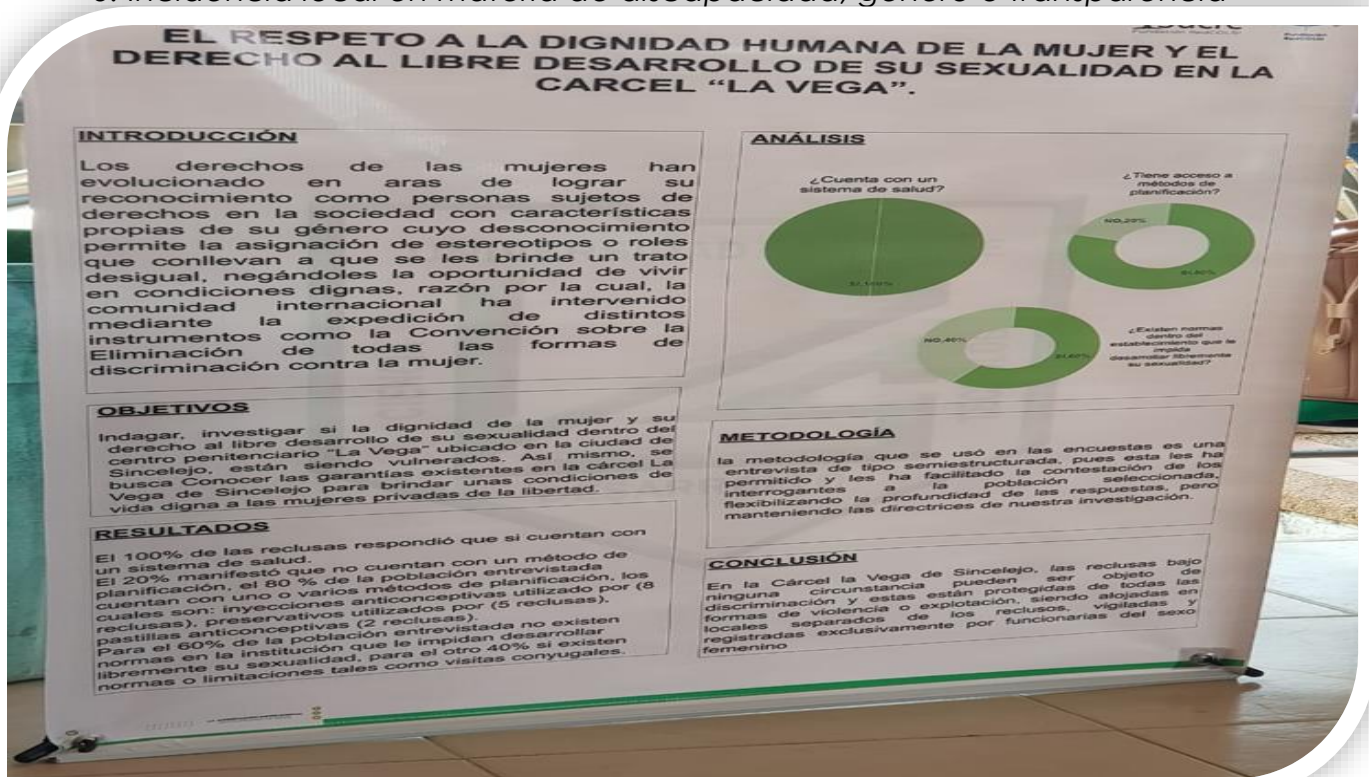 EL RESPETO A LA DIGNIDAD HUMANA DE LA MUJER Y EL
DERECHO AL LIBRE DESARROLLO DE SU SEXUALIDAD EN LA
CARCEL “LA VEGA”.
INTRODUCCIÓN
Los derechos de las mujeres han
evolucionado en aras de lograr su
reconocimiento como personas sujetos de
derechos en la sociedad con características
propias de su género cuyo desconocimiento
permite la asignación de estereotipos o roles
que conllevan a que se les brinde un trato
desigual, negándoles la oportunidad de vivir
en condiciones dignas, razón por la cual, la
comunidad internacional ha intervenido
mediante la expedición de distintos
instrumentos como la Convención sobre la
Eliminación de todas las formas de
discriminación contra la mujer.
OBJETIVOS
Indagar, investigar si la dignidad de la mujer y su
derecho al libre desarrollo de su sexualidad dentro del
centro penitenciario "La Vega" ubicado en la ciudad de
Sincelejo, están siendo vulnerados. Así mismo, se
busca Conocer las garantías existentes en la cárcel La
Vega de Sincelejo para brindar unas condiciones de
vida digna a las mujeres privadas de la libertad.
RESULTADOS
El 100% de las reclusas respondió que si cuentan con
un sistema de salud.
El 20% manifestó que no cuentan con un método de
planificación, el 80 % de la población entrevistada
cuentan con uno o varios métodos de planificación, los
cuales son: inyecciones anticonceptivas utilizado por (8
reclusas), preservativos utilizados por (5 reclusas),
pastillas anticonceptivas (2 reclusas).
Para el 60% de la población entrevistada no existen
normas en la institución que le impidan desarrollar
libremente su sexualidad, para el otro 40% si existen
normas o limitaciones tales como visitas conyugales.
ANÁLISIS
¿Cuenta con un
sistema de salud?
SI,100%
¿Tiene acceso a
métodos de
planificación?
NO,20%
SI,80%
NO,40%
SI,60%
¿Existen normas
dentro del
establecimiento que le
impida
desarrollar libremente
su sexualidad?
METODOLOGÍA
la metodología que se usó en las encuestas es una
entrevista de tipo semiestructurada, pues esta les ha
permitido y les ha facilitado la contestación de los
interrogantes a la población seleccionada,
flexibilizando la profundidad de las respuestas, pero
manteniendo las directrices de nuestra investigación.
CONCLUSIÓN
En la Cárcel la Vega de Sincelejo, las reclusas bajo
ninguna circunstancia pueden ser objeto de
discriminación y estas están protegidas de todas las
formas de violencia o explotación, siendo alojadas en
locales separados de los reclusos, vigiladas y
registradas exclusivamente por funcionarias del sexo
femenino